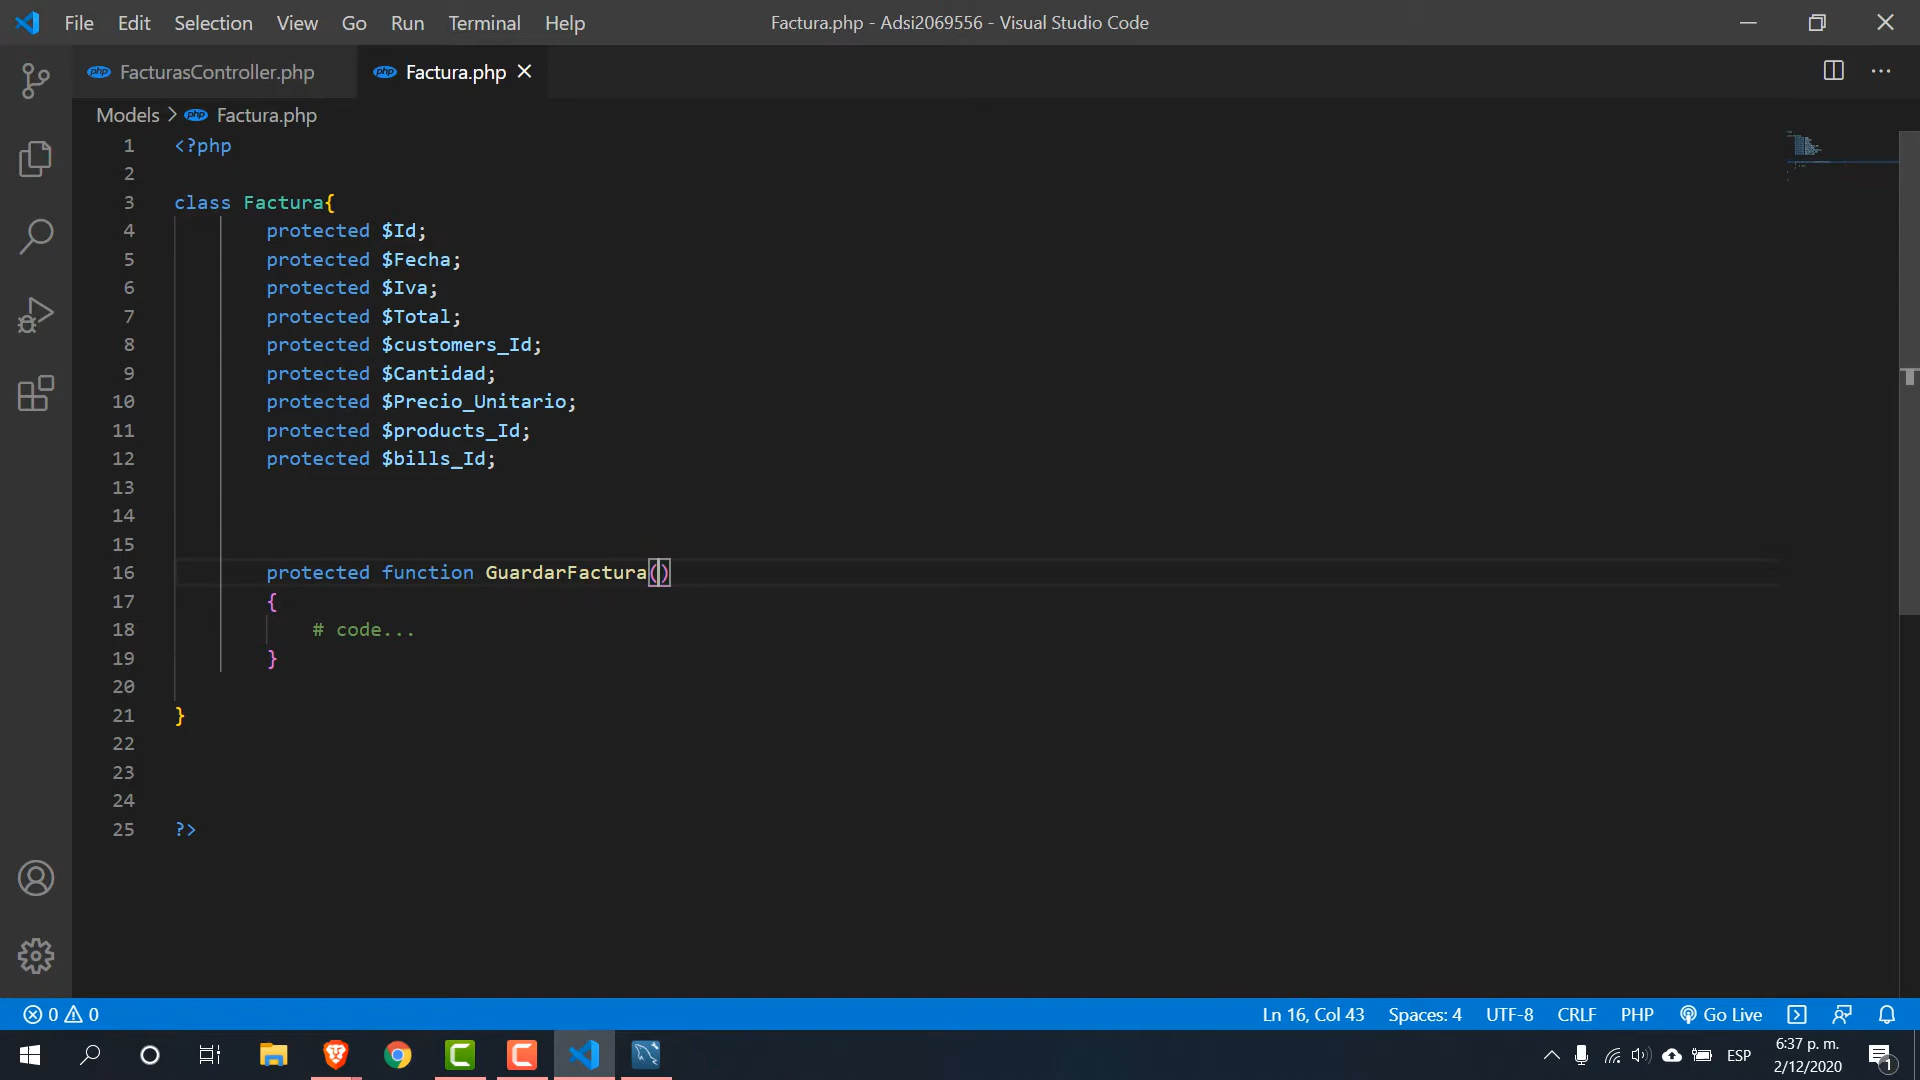 File Edit Selection View Go Run Terminal Help
Factura.php - Adsi2069556 - Visual Studio Code
php FacturasController.php
php Factura.php
Models > php Factura.php
1 <?php
2
3 class Factura{
4 protected $Id;
5 protected $Fecha;
6 protected $Iva;
7 protected $Total;
8 protected $customers_Id;
9 protected $Cantidad;
10 protected $Precio_Unitario;
11 protected $products_Id;
12 protected $bills_Id;
13
14
15
16 protected function GuardarFactura()
17 {
18 # code...
19 }
20
21 }
22
23
24
25 ?>
0 0
Ln 16, Col 43 Spaces: 4 UTF-8 CRLF PHP Go Live
ESP
6:37 p. m.
2/12/2020
1